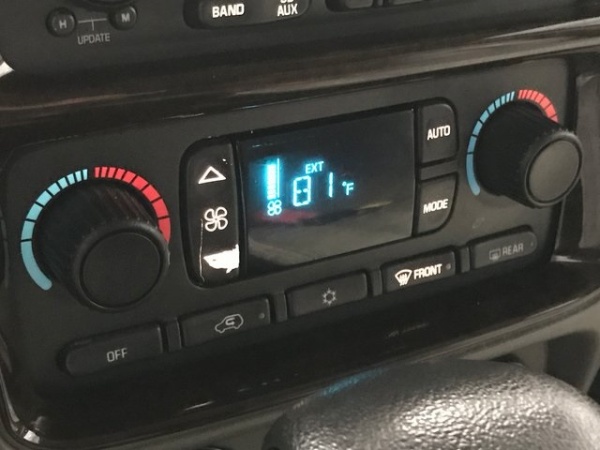 H M
UPDATE
BAND
AUX
EXT
81 °F
AUTO
MODE
OFF
FRONT
REAR